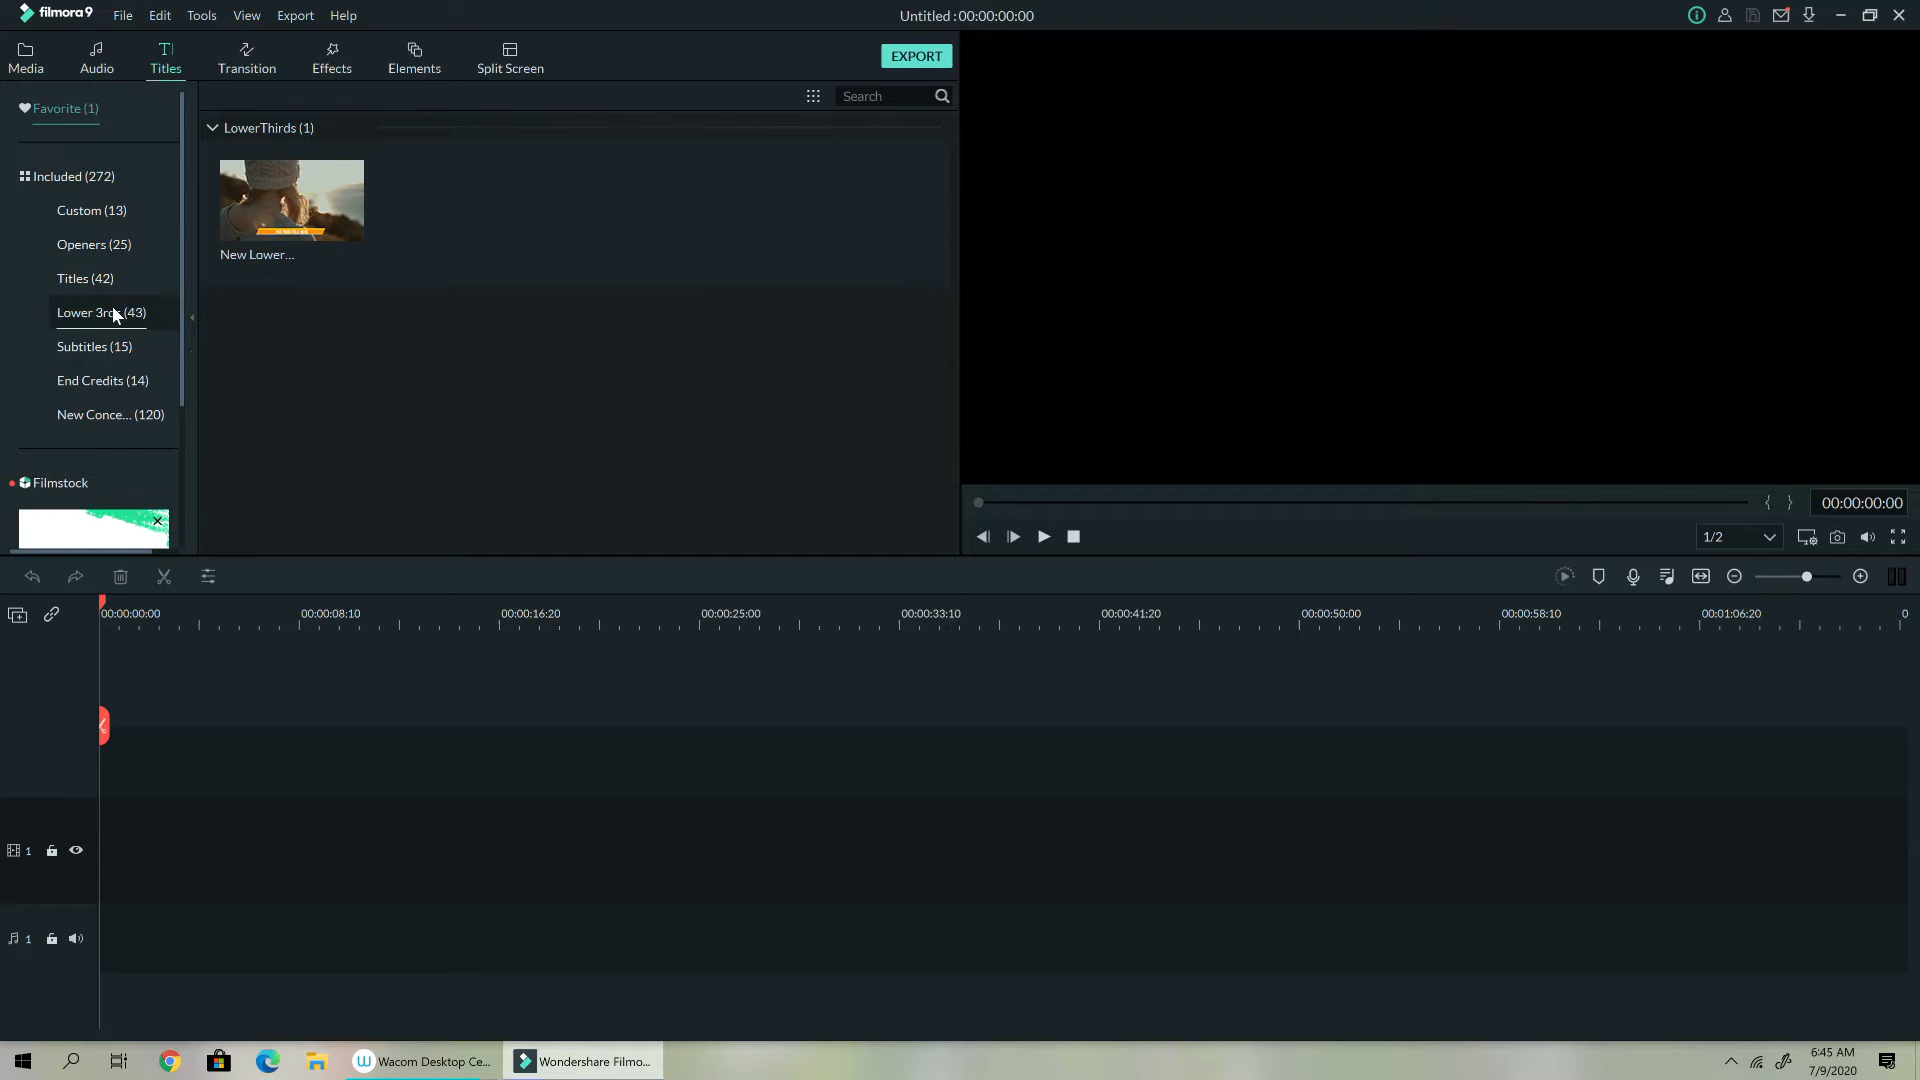 filmora9 File Edit Tools View Export Help Untitled : 00:00:00:00
Media Audio Titles Transition Effects Elements Split Screen EXPORT
Favorite (1)
Search
LowerThirds (1)
Included (272)
Custom (13)
Openers (25)
New Lower...
Titles (42)
Lower 3rds (43)
Subtitles (15)
End Credits (14)
New Conce... (120)
Filmstock
00:00:00:00
1/2
00:00:00:00 00:00:08:10 00:00:16:20 00:00:25:00 00:00:33:10 00:00:41:20 00:00:50:00 00:00:58:10 00:01:06:20 0
1
1
Wacom Desktop Ce... Wondershare Filmo... 6:45 AM
7/9/2020